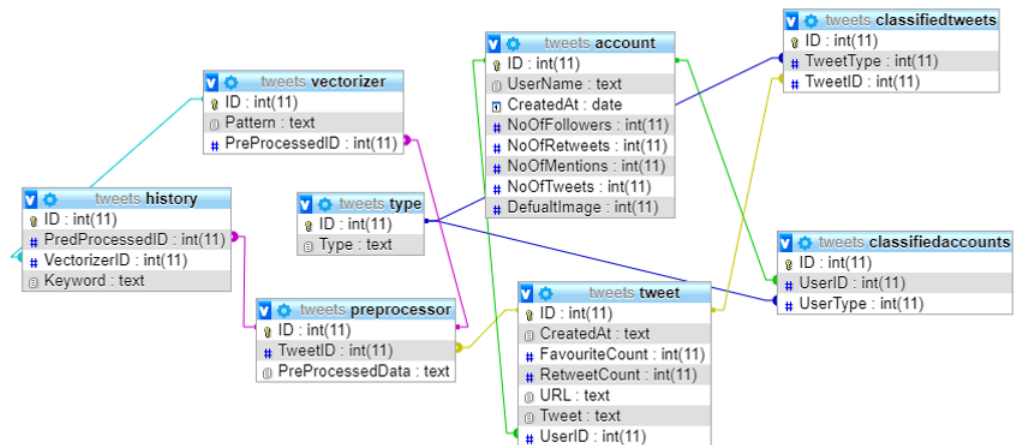 tweets vectorizer
ID : int(11)
Pattern : text
PreProcessedID : int(11)
tweets history
ID : int(11)
PredProcessedID : int(11)
VectorizerID : int(11)
Keyword : text
tweets type
ID : int(11)
Type : text
tweets preprocessor
ID : int(11)
TweetID : int(11)
PreProcessedData : text
tweets account
ID : int(11)
UserName : text
CreatedAt : date
NoOfFollowers : int(11)
NoOfRetweets : int(11)
NoOfMentions : int(11)
NoOfTweets : int(11)
DefualtImage : int(11)
tweets tweet
ID : int(11)
CreatedAt : text
FavouriteCount : int(11)
RetweetCount : int(11)
URL : text
Tweet : text
UserID : int(11)
tweets classifiedtweets
ID : int(11)
TweetType : int(11)
TweetID : int(11)
tweets classifiedaccounts
ID : int(11)
UserID : int(11)
UserType : int(11)